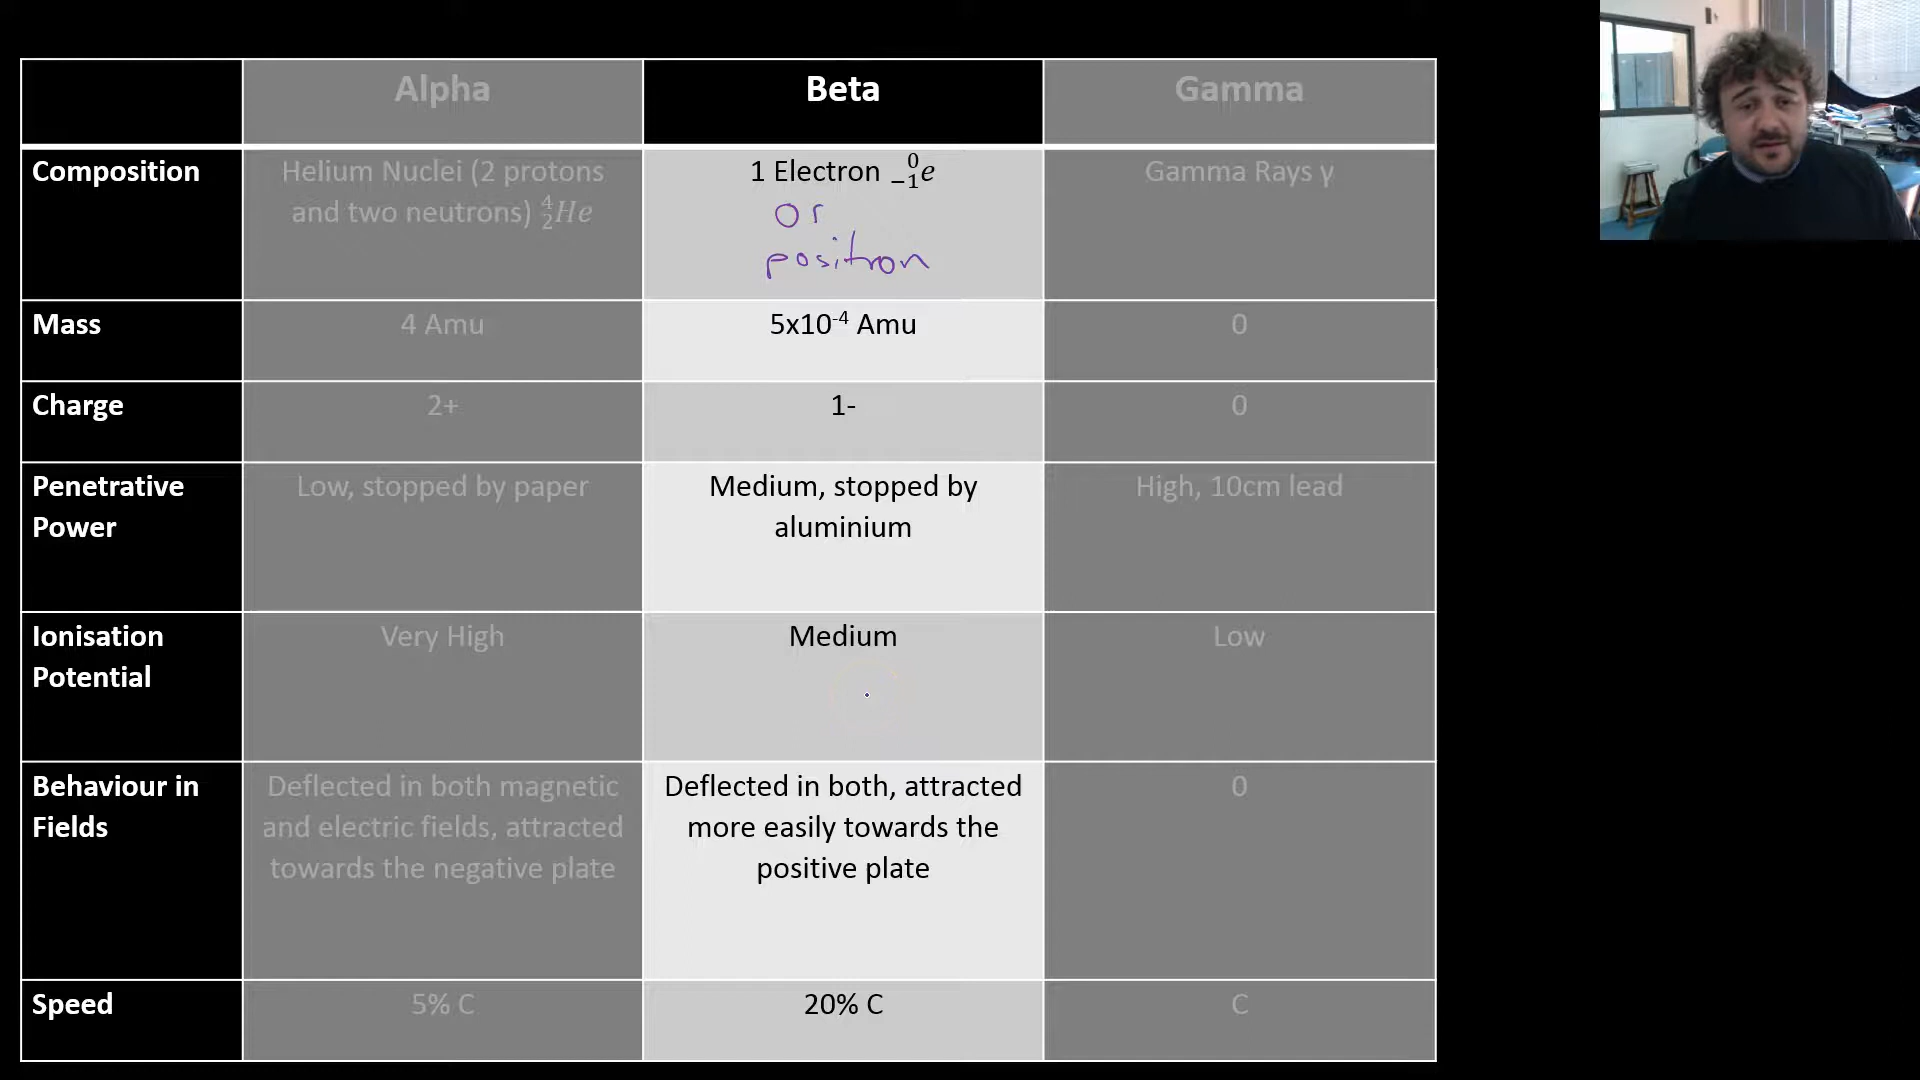 Alpha Beta Gamma
Composition Helium Nuclei (2 protons 1 Electron ⁰₋₁e Gamma Rays γ
and two neutrons) ⁴₂He or
positron
Mass 4 Amu 5x10⁻⁴ Amu 0
Charge 2+ 1- 0
Penetrative Low, stopped by paper Medium, stopped by High, 10cm lead
Power aluminium
Ionisation Very High Medium Low
Potential
Behaviour in Deflected in both magnetic Deflected in both, attracted 0
Fields and electric fields, attracted more easily towards the
towards the negative plate positive plate
Speed 5% C 20% C C